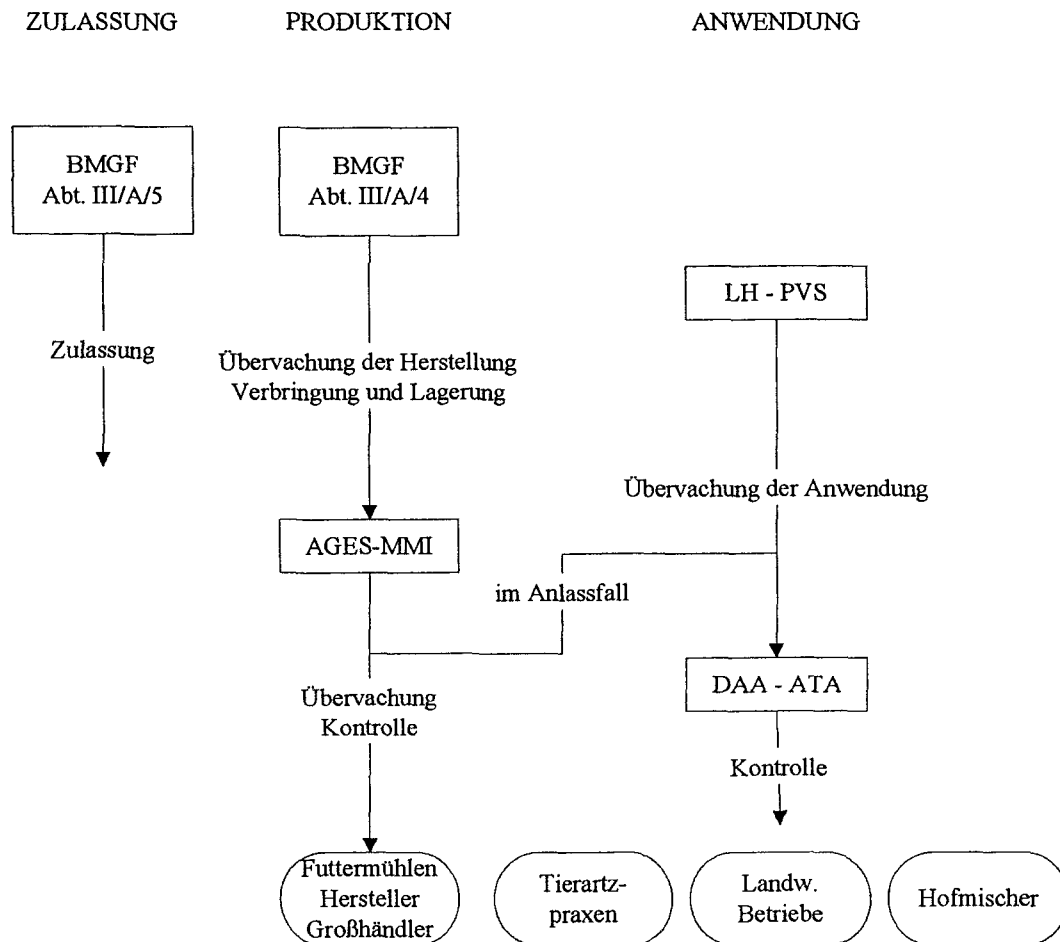 ZULASSUNG
PRODUKTION
ANWENDUNG
BMGF
Abt. III/A/5
BMGF
Abt. III/A/4
LH - PVS
Zulassung
Übervachung der Herstellung
Verbringung und Lagerung
Übervachung der Anwendung
AGES-MMI
im Anlassfall
DAA - ATA
Übervachung
Kontrolle
Kontrolle
Futtermühlen
Hersteller
Großhändler
Tierartz-
praxen
Landw.
Betriebe
Hofmischer